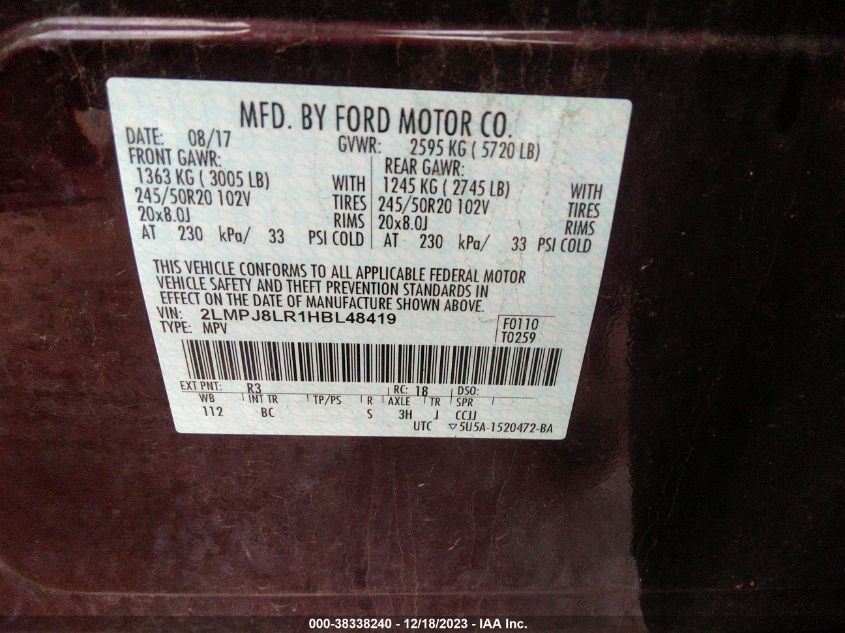 MFD. BY FORD MOTOR CO.
DATE: 08/17 GVWR: 2595 KG ( 5720 LB)
FRONT GAWR: REAR GAWR:
1363 KG ( 3005 LB) WITH 1245 KG ( 2745 LB) WITH
245/50R20 102V TIRES 245/50R20 102V TIRES
20x8.0J RIMS 20x8.0J RIMS
AT 230 kPa/ 33 PSI COLD AT 230 kPa/ 33 PSI COLD
THIS VEHICLE CONFORMS TO ALL APPLICABLE FEDERAL MOTOR
VEHICLE SAFETY AND THEFT PREVENTION STANDARDS IN
EFFECT ON THE DATE OF MANUFACTURE SHOWN ABOVE.
VIN: 2LMPJ8LR1HBL48419 F0110
TYPE: MPV T0259
EXT PNT: R3 RC: 18 DSO:
WB INT TR TP/PS R AXLE TR SPR
112 BC S 3H J CCJJ
UTC ▽5U5A-1520472-BA
000-38338240 - 12/18/2023 - IAA Inc.